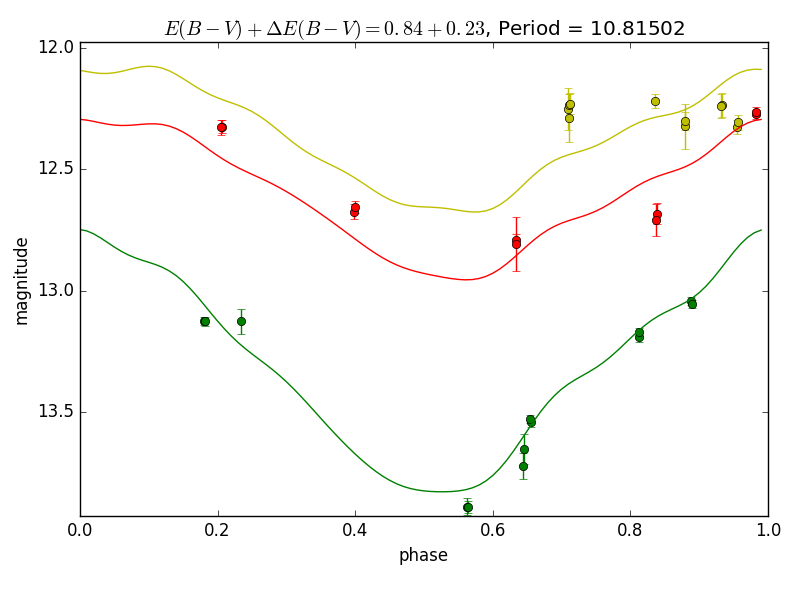 E(B − V) + ΔE(B − V) = 0.84 + 0.23, Period = 10.81502
12.0
12.5
13.0
13.5
magnitude
0.0 0.2 0.4 0.6 0.8 1.0
phase